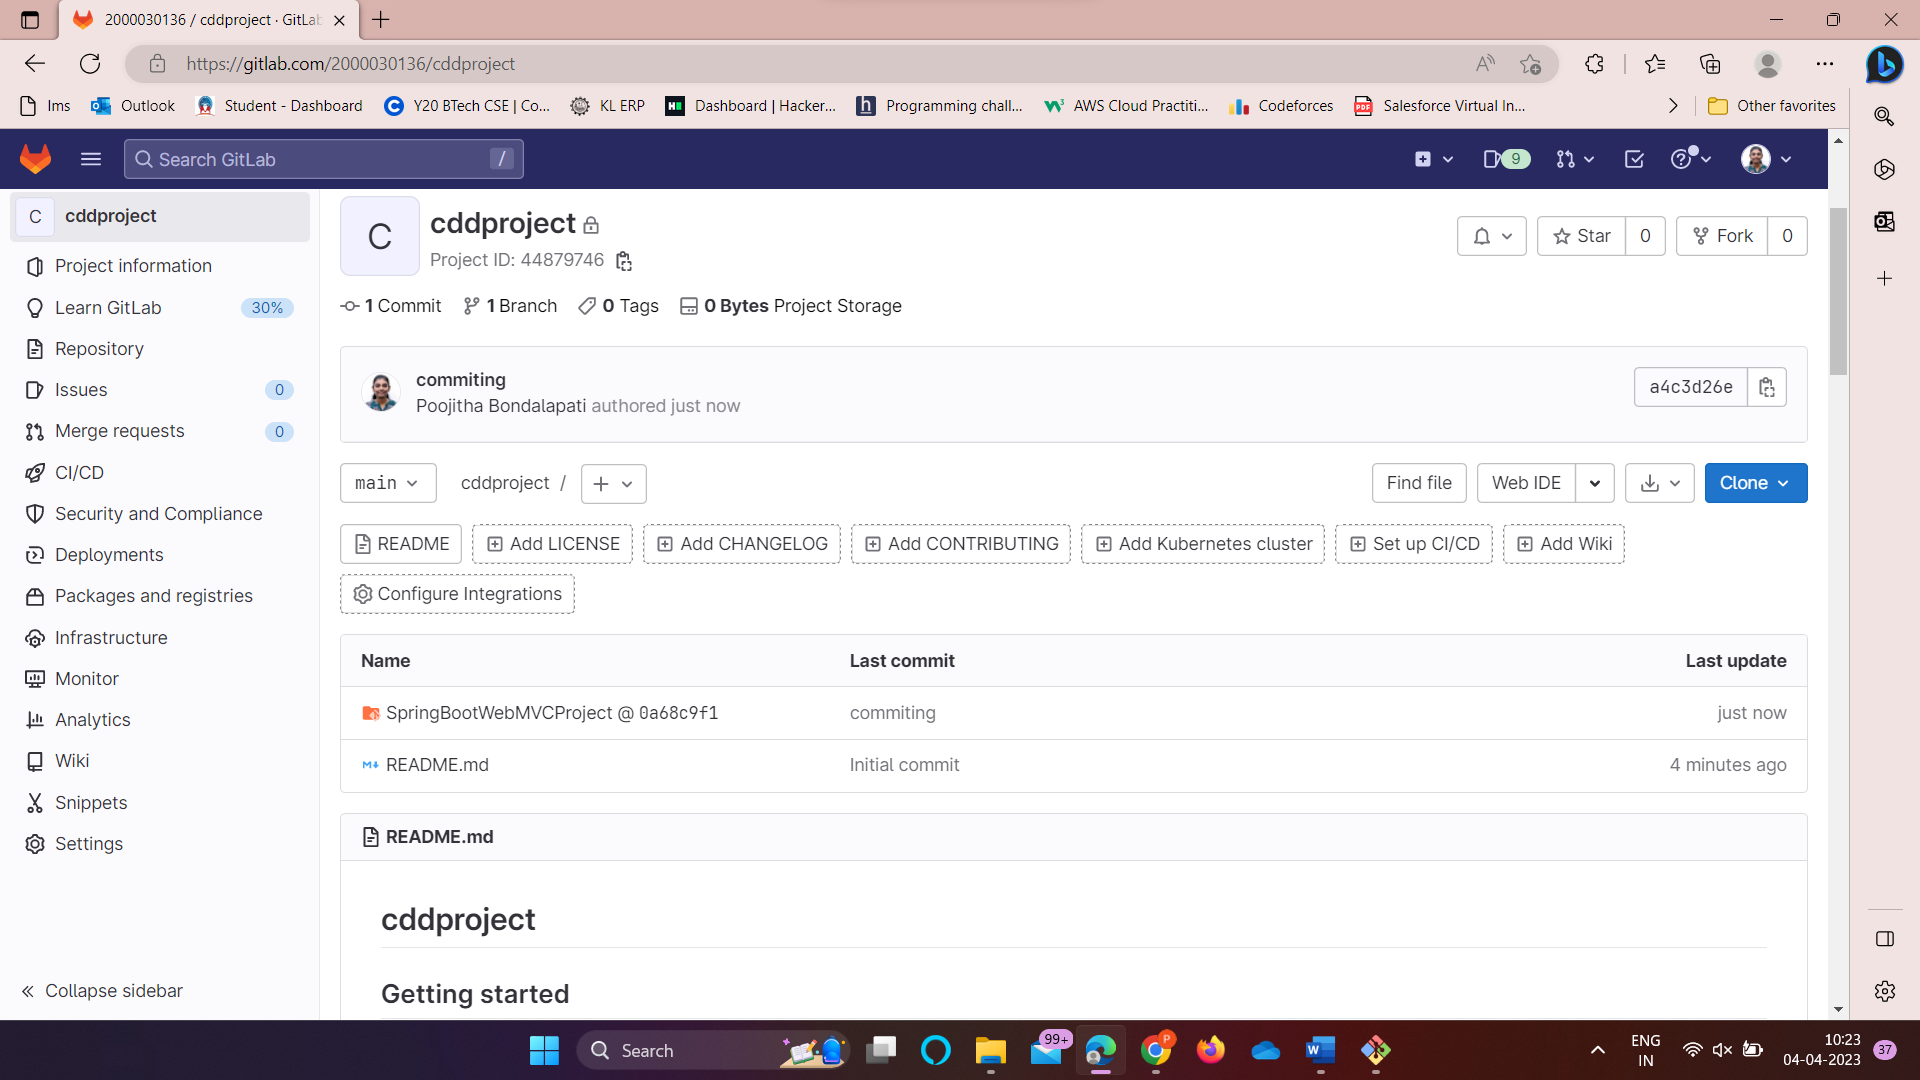 2000030136 / cddproject · GitLab
https://gitlab.com/2000030136/cddproject
lms
Outlook
Student - Dashboard
Y20 BTech CSE | Co...
KL ERP
Dashboard | Hacker...
Programming chall...
AWS Cloud Practiti...
Codeforces
Salesforce Virtual In...
Other favorites
Search GitLab
/
9
C
cddproject
Project information
Learn GitLab
30%
Repository
Issues
0
Merge requests
0
CI/CD
Security and Compliance
Deployments
Packages and registries
Infrastructure
Monitor
Analytics
Wiki
Snippets
Settings
Collapse sidebar
C
cddproject
Project ID: 44879746
Star
0
Fork
0
1 Commit
1 Branch
0 Tags
0 Bytes Project Storage
commiting
Poojitha Bondalapati authored just now
a4c3d26e
main
cddproject /
Find file
Web IDE
Clone
README
Add LICENSE
Add CHANGELOG
Add CONTRIBUTING
Add Kubernetes cluster
Set up CI/CD
Add Wiki
Configure Integrations
Name
Last commit
Last update
SpringBootWebMVCProject @ 0a68c9f1
commiting
just now
README.md
Initial commit
4 minutes ago
README.md
cddproject
Getting started
Search
99+
P
ENG
IN
10:23
04-04-2023
37